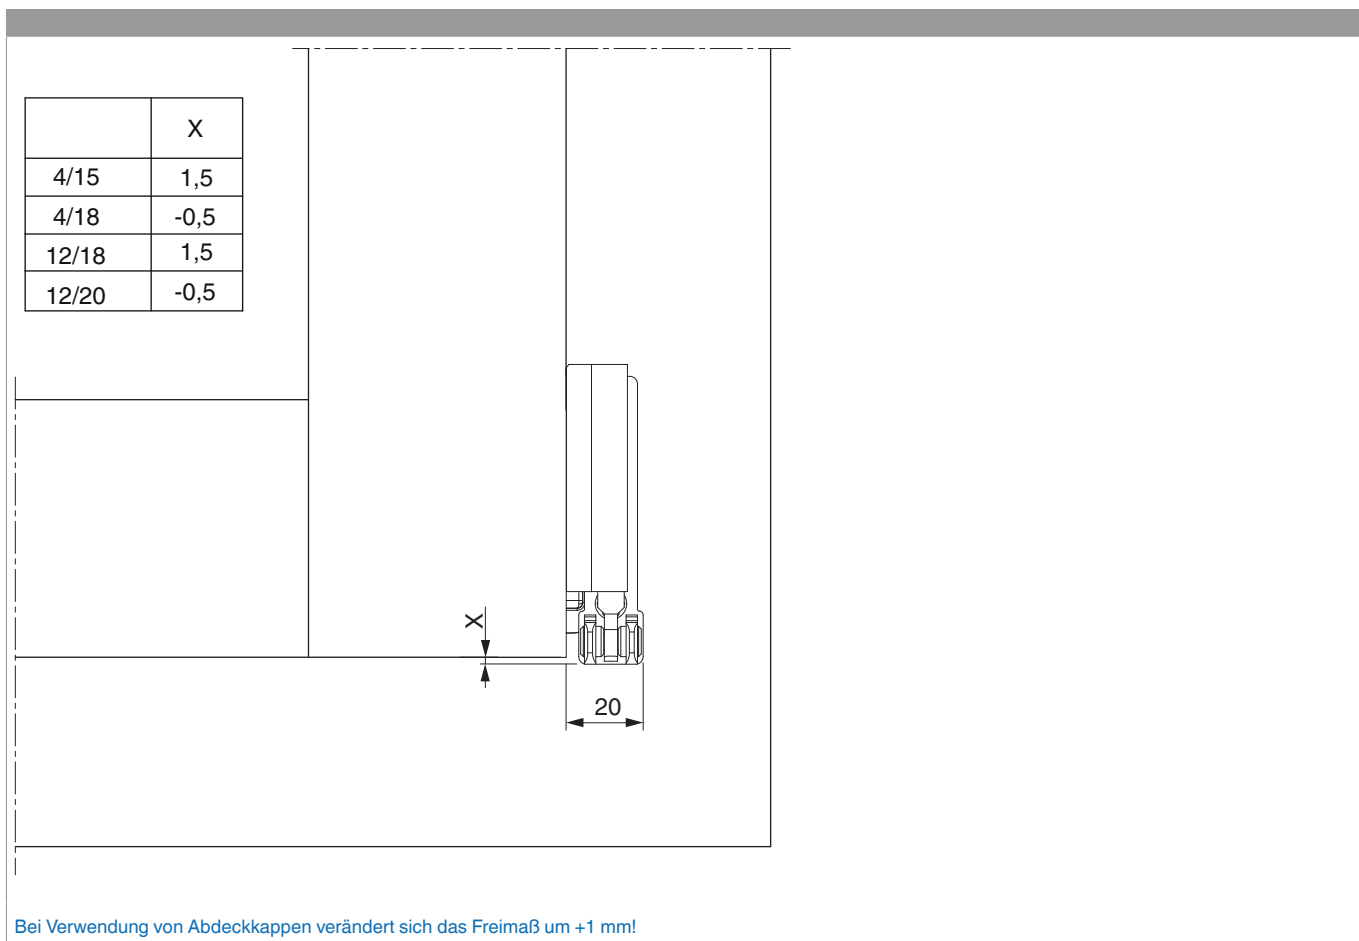 X
4/15 1,5
4/18 -0,5
12/18 1,5
12/20 -0,5
X
20
Bei Verwendung von Abdeckkappen verändert sich das Freimaß um +1 mm!